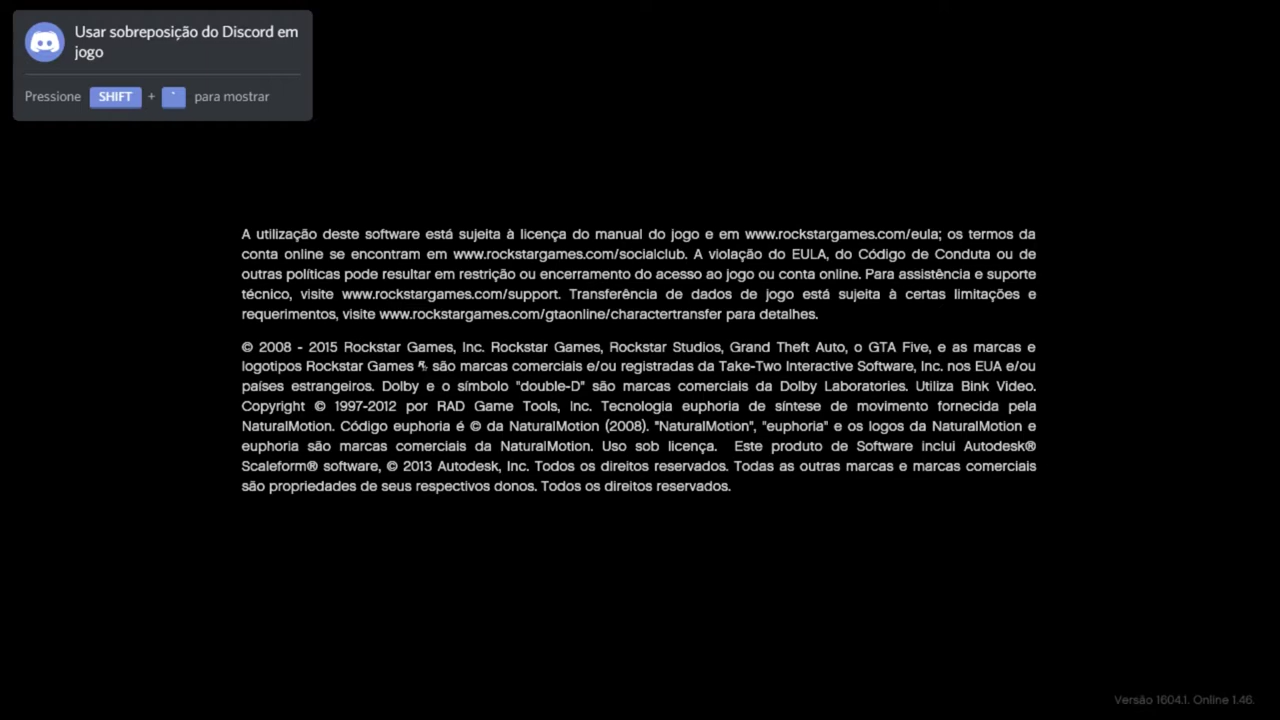 Usar sobreposição do Discord em
jogo
Pressione SHIFT + ` para mostrar
A utilização deste software está sujeita à licença do manual do jogo e em www.rockstargames.com/eula; os termos da
conta online se encontram em www.rockstargames.com/socialclub. A violação do EULA, do Código de Conduta ou de
outras políticas pode resultar em restrição ou encerramento do acesso ao jogo ou conta online. Para assistência e suporte
técnico, visite www.rockstargames.com/support. Transferência de dados de jogo está sujeita à certas limitações e
requerimentos, visite www.rockstargames.com/gtaonline/charactertransfer para detalhes.
© 2008 - 2015 Rockstar Games, Inc. Rockstar Games, Rockstar Studios, Grand Theft Auto, o GTA Five, e as marcas e
logotipos Rockstar Games R* são marcas comerciais e/ou registradas da Take-Two Interactive Software, Inc. nos EUA e/ou
países estrangeiros. Dolby e o símbolo "double-D" são marcas comerciais da Dolby Laboratories. Utiliza Bink Video.
Copyright © 1997-2012 por RAD Game Tools, Inc. Tecnologia euphoria de síntese de movimento fornecida pela
NaturalMotion. Código euphoria é © da NaturalMotion (2008). "NaturalMotion", "euphoria" e os logos da NaturalMotion e
euphoria são marcas comerciais da NaturalMotion. Uso sob licença. Este produto de Software inclui Autodesk®
Scaleform® software, © 2013 Autodesk, Inc. Todos os direitos reservados. Todas as outras marcas e marcas comerciais
são propriedades de seus respectivos donos. Todos os direitos reservados.
Versão 1604.1. Online 1.46.